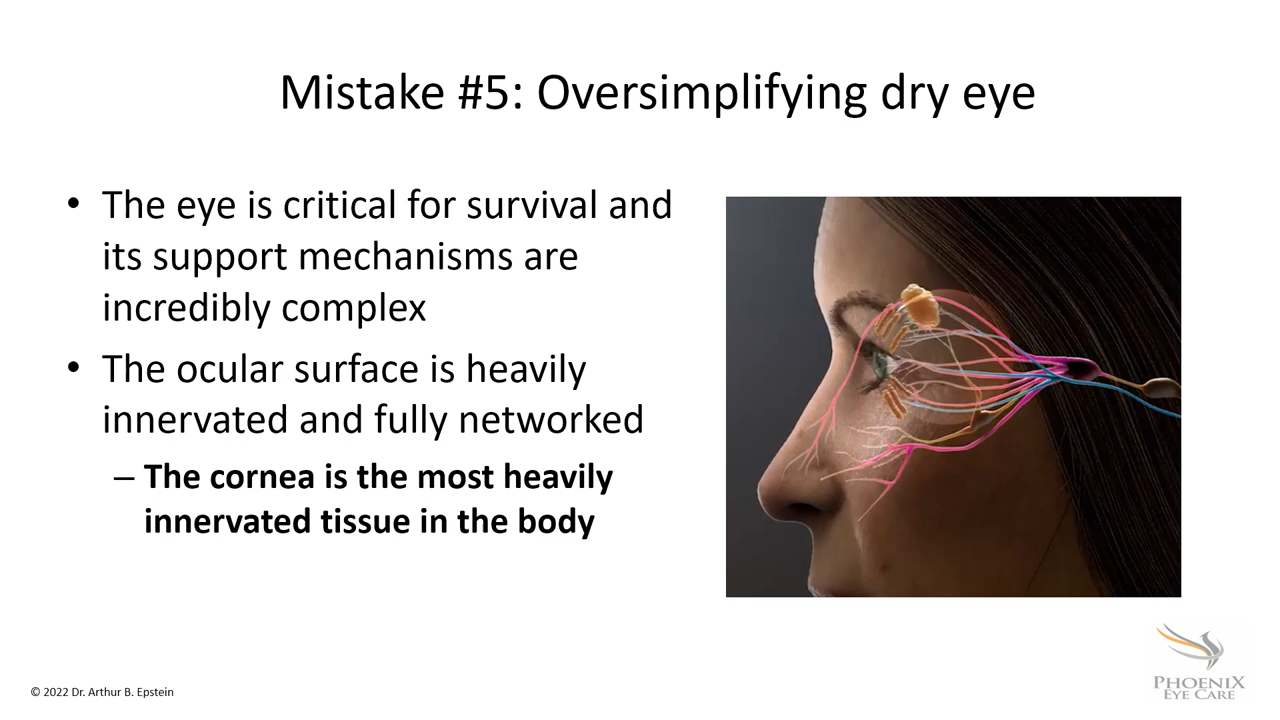 Mistake #5: Oversimplifying dry eye
• The eye is critical for survival and
its support mechanisms are
incredibly complex
• The ocular surface is heavily
innervated and fully networked
– The cornea is the most heavily
innervated tissue in the body
© 2022 Dr. Arthur B. Epstein
PHOENIX
EYE CARE